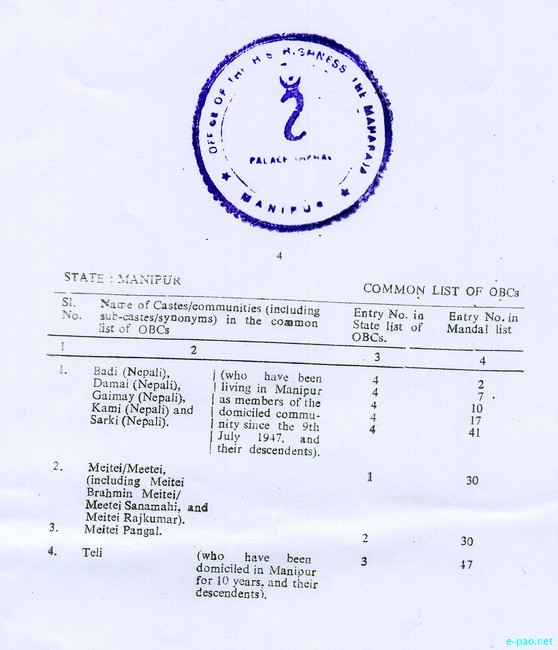 OFFICE OF THE HIS HIGHNESS THE MAHARAJA
PALACE IMPHAL
★ MANIPUR ★
4
STATE : MANIPUR
COMMON LIST OF OBCs
Sl. No. Name of Castes/communities (including sub-castes/synonyms) in the common list of OBCs Entry No. in State list of OBCs. Entry No. in Mandal list
1 2 3 4
1. Badi (Nepali), (who have been 4 2
Damai (Nepali), living in Manipur 4 7
Gaimay (Nepali), as members of the 4 10
Kami (Nepali) and domiciled commu- 4 17
Sarki (Nepali). nity since the 9th 4 41
July 1947, and
their descendents).
2. Meitei/Meetei, 1 30
(including Meitei
Brahmin Meitei/
Meetei Sanamahi, and
Meitei Rajkumar).
3. Meitei Pangal. 2 30
4. Teli (who have been 3 47
domiciled in Manipur
for 10 years, and their
descendents).
e-pao.net